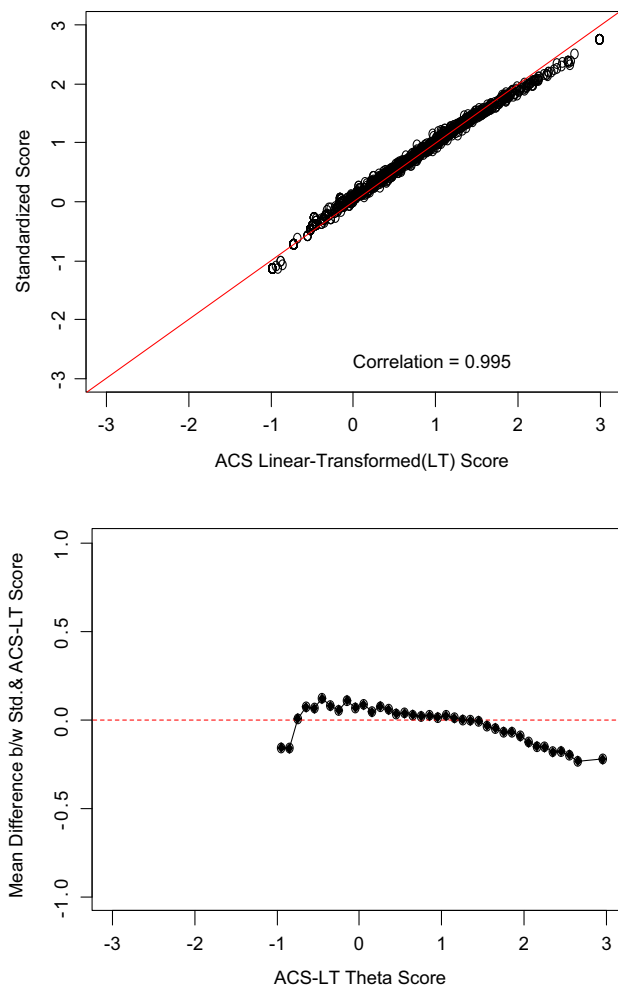 Standardized Score
3
2
1
0
-1
-2
-3
Correlation = 0.995
-3 -2 -1 0 1 2 3
ACS Linear-Transformed(LT) Score
Mean Difference b/w Std.& ACS-LT Score
1.0
0.5
0.0
-0.5
-1.0
-3 -2 -1 0 1 2 3
ACS-LT Theta Score